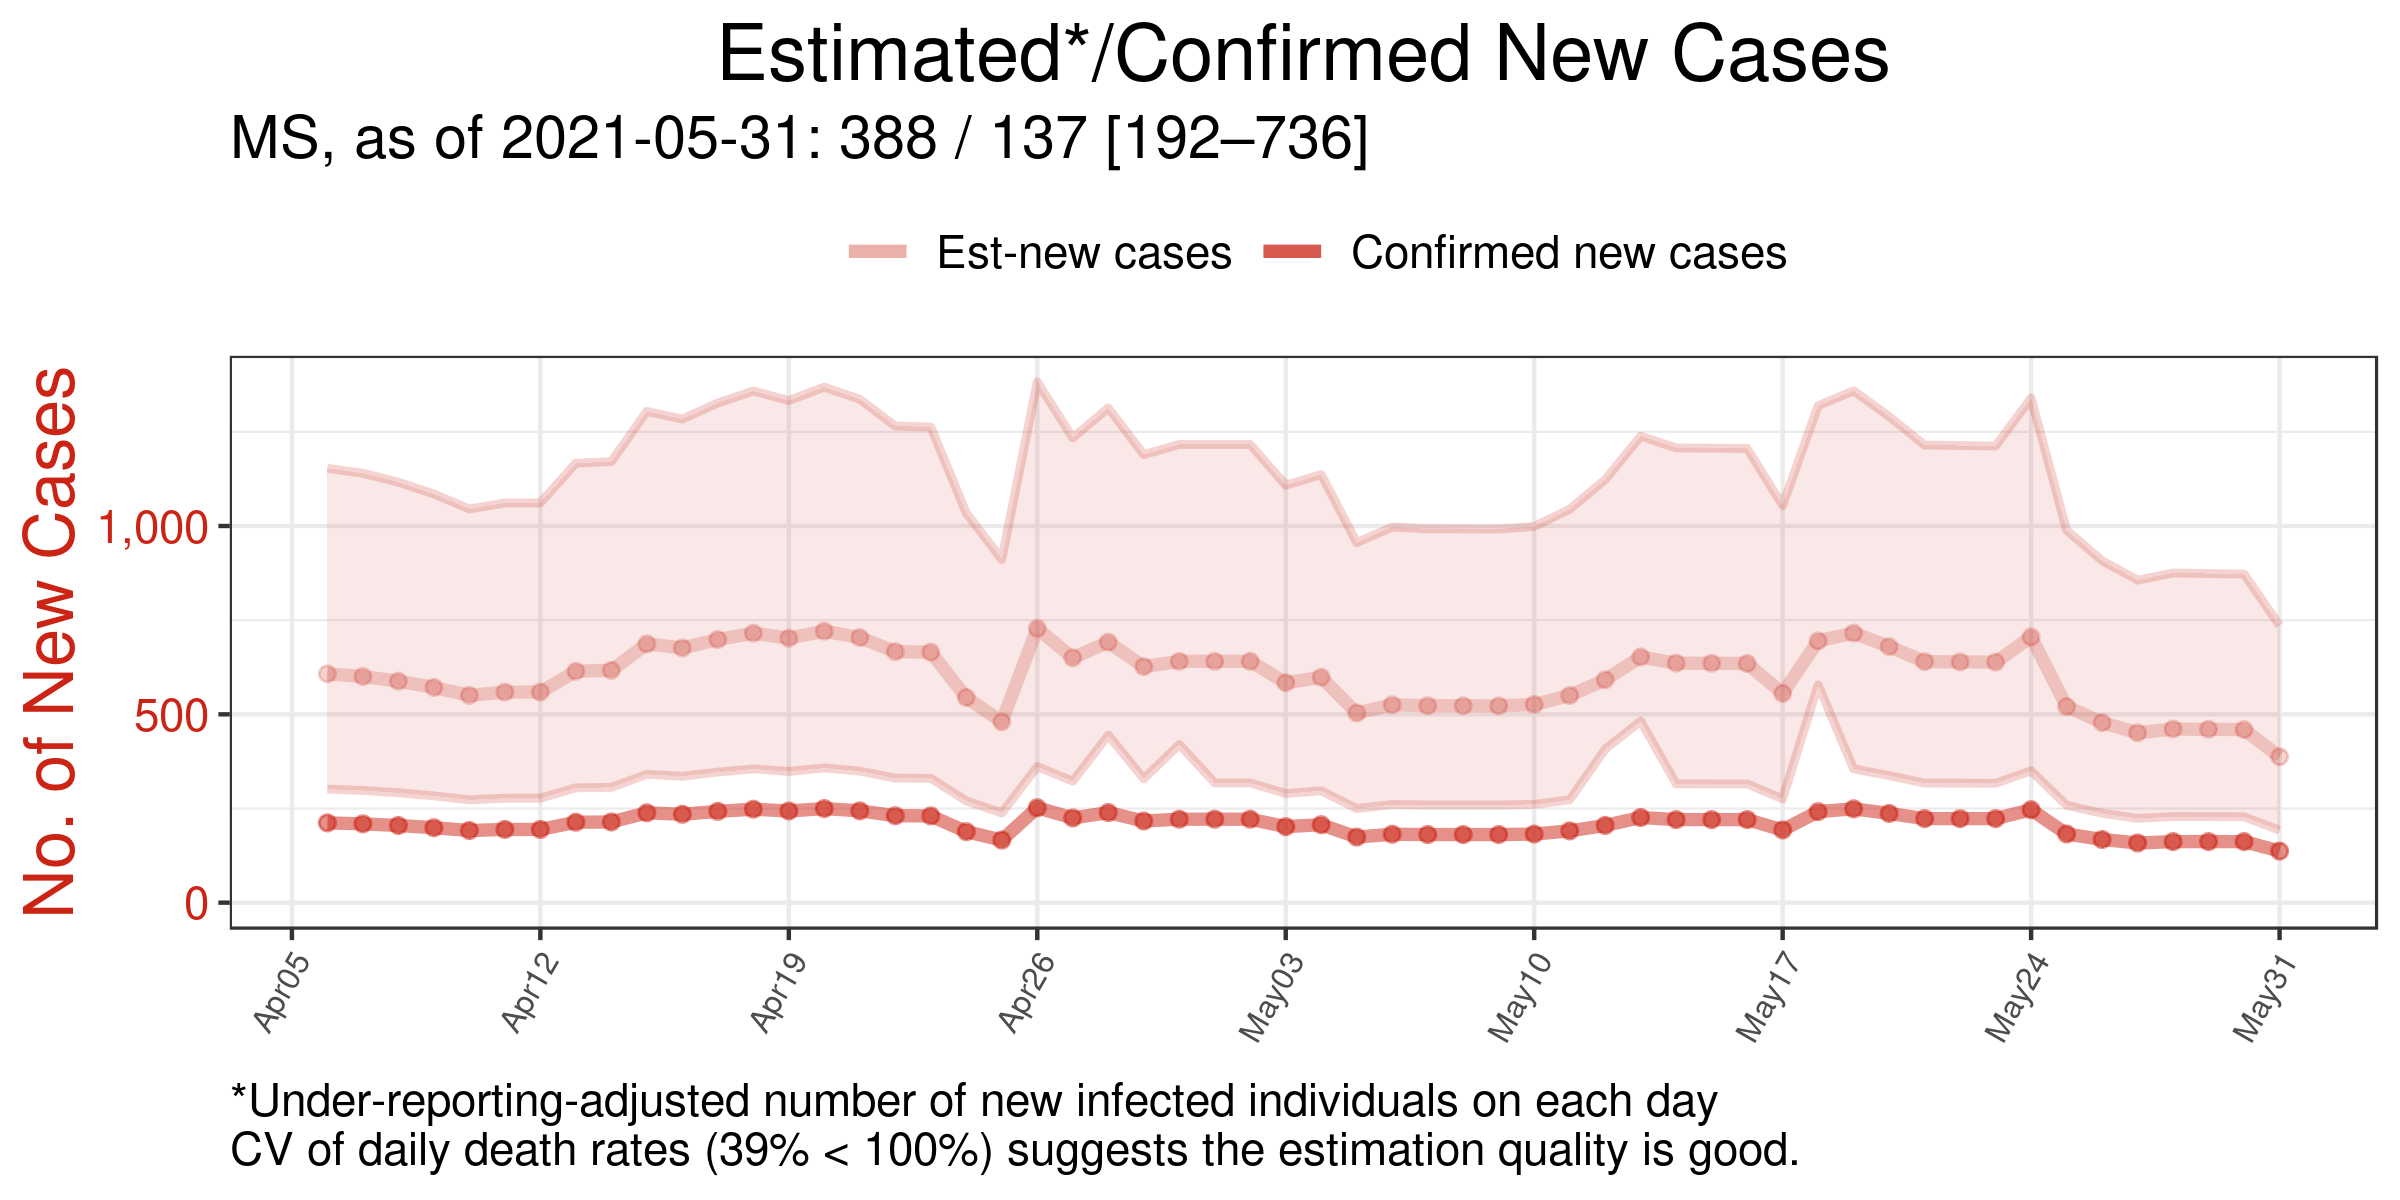 Estimated*/Confirmed New Cases
MS, as of 2021-05-31: 388 / 137 [192–736]
Est-new cases
Confirmed new cases
No. of New Cases
1,000
500
0
Apr05
Apr12
Apr19
Apr26
May03
May10
May17
May24
May31
*Under-reporting-adjusted number of new infected individuals on each day
CV of daily death rates (39% < 100%) suggests the estimation quality is good.